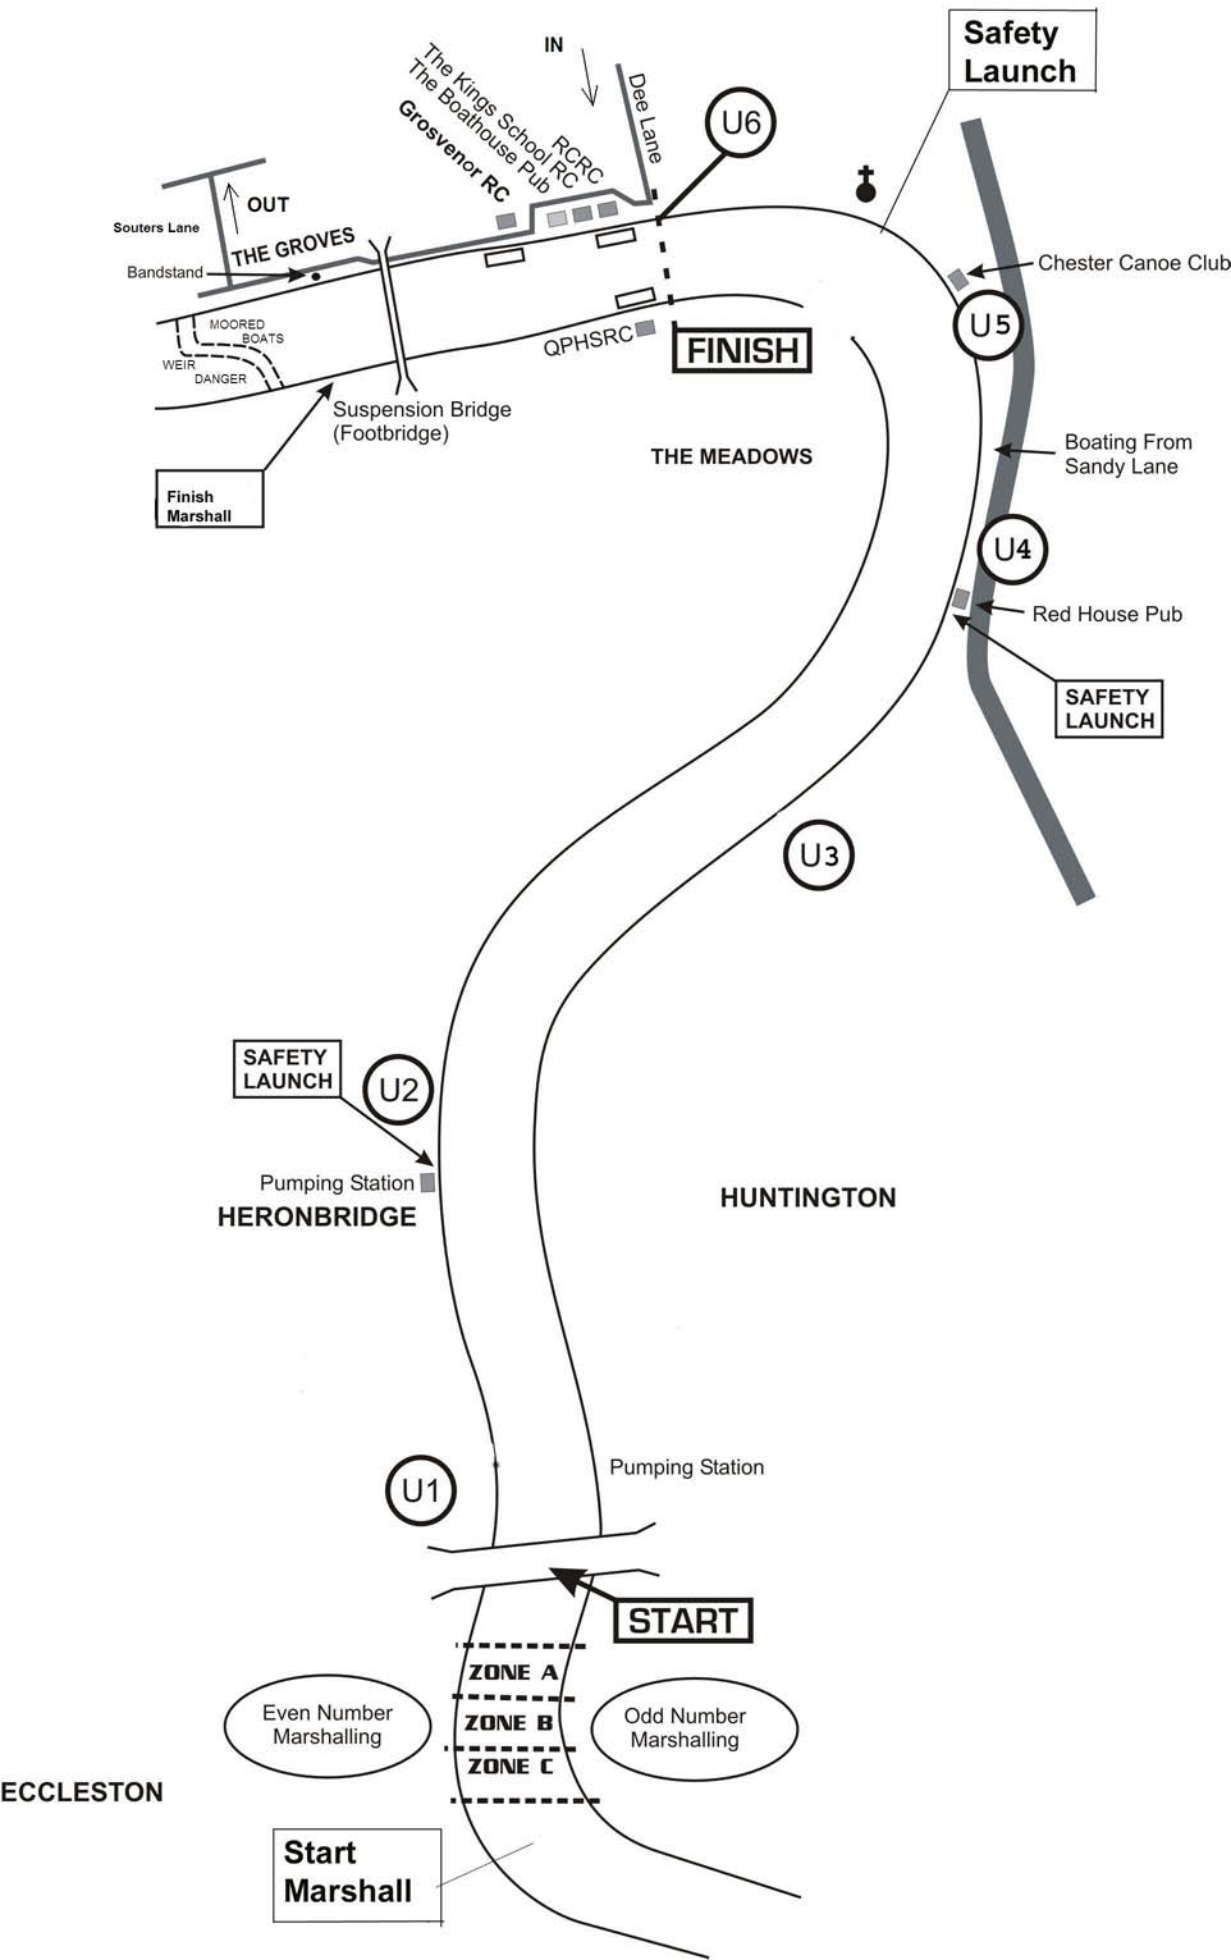 Safety
Launch
IN
The Kings School RC
The Boathouse Pub
Grosvenor RC
RCRC
Dee Lane
U6
OUT
Souters Lane
THE GROVES
Bandstand
Chester Canoe Club
U5
MOORED
BOATS
WEIR
DANGER
QPHSRC
FINISH
Suspension Bridge
(Footbridge)
THE MEADOWS
Boating From
Sandy Lane
Finish
Marshall
U4
Red House Pub
SAFETY
LAUNCH
U3
SAFETY
LAUNCH
U2
Pumping Station
HERONBRIDGE
HUNTINGTON
Pumping Station
U1
START
ZONE A
Even Number
Marshalling
ZONE B
Odd Number
Marshalling
ZONE C
ECCLESTON
Start
Marshall